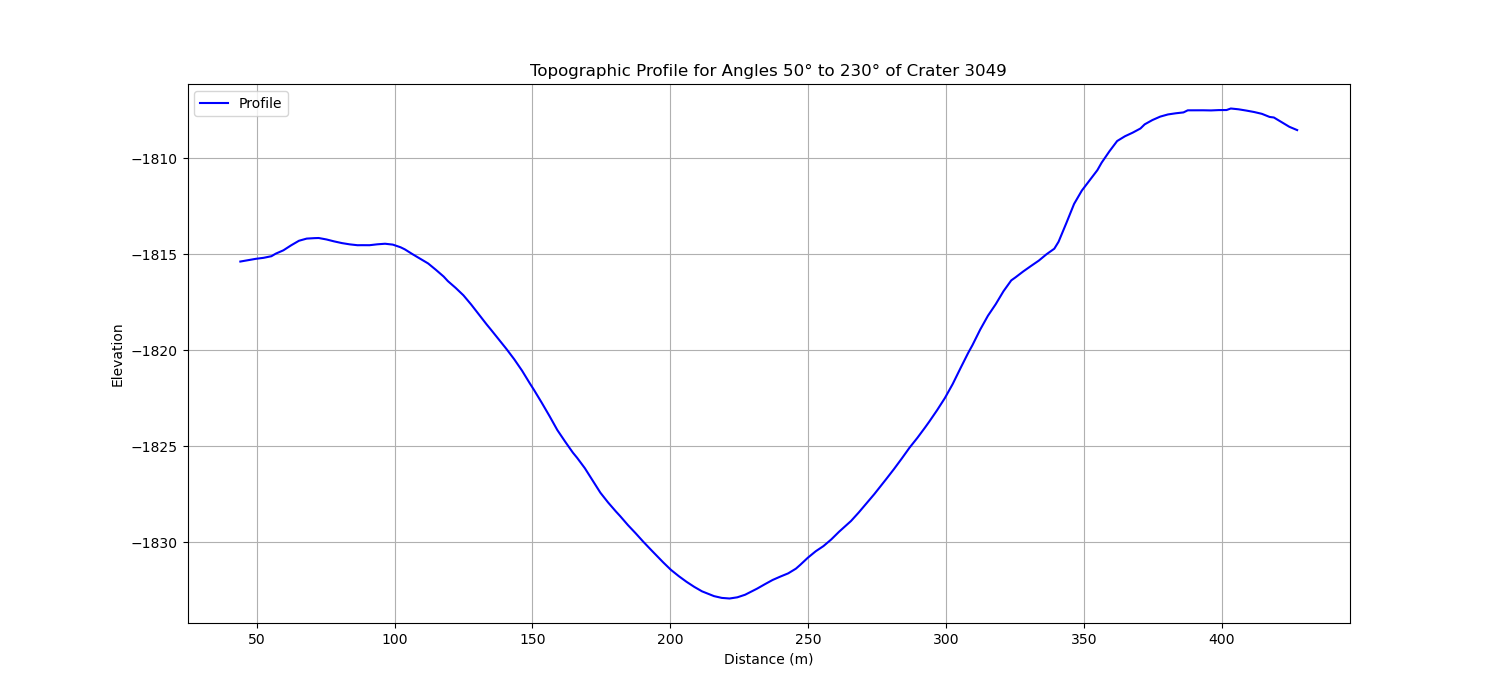 Topographic Profile for Angles 50° to 230° of Crater 3049
Profile
−1810
−1815
−1820
−1825
−1830
Elevation
50 100 150 200 250 300 350 400
Distance (m)